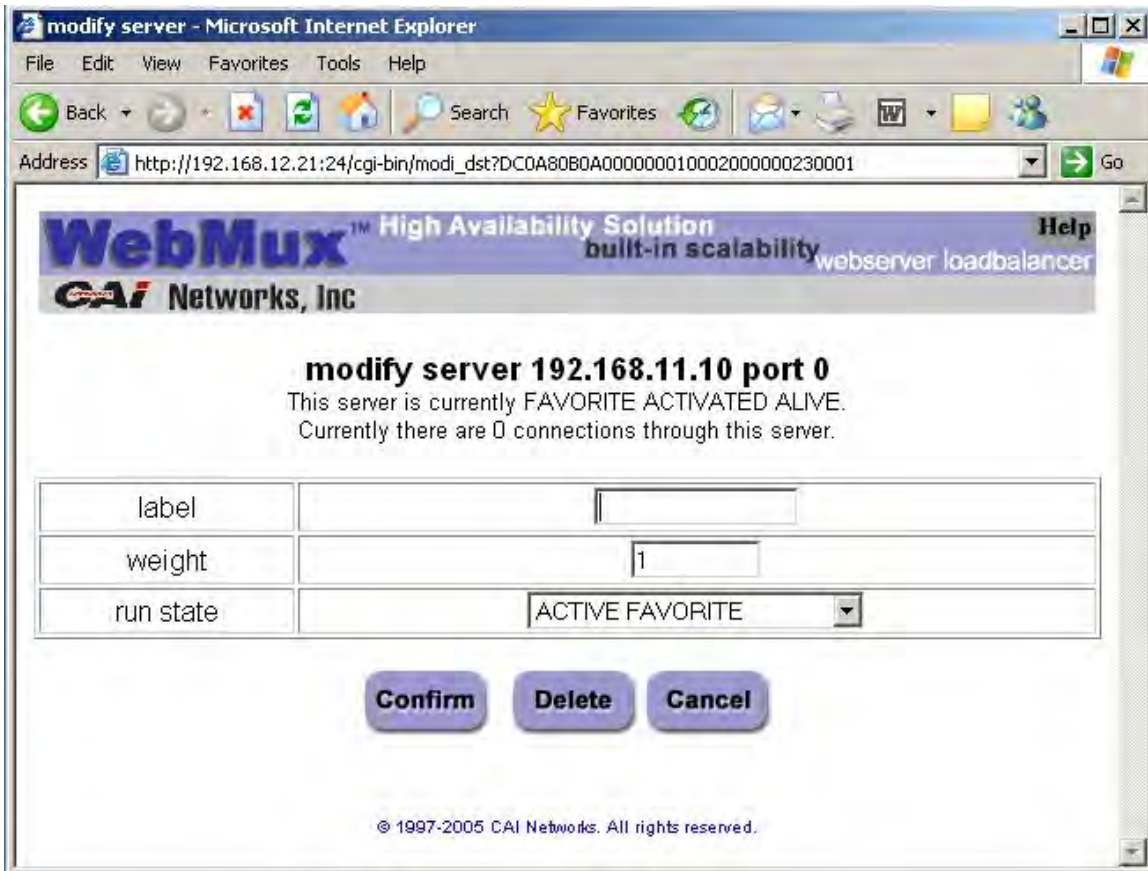 modify server - Microsoft Internet Explorer
File Edit View Favorites Tools Help
Back Search Favorites
Address http://192.168.12.21:24/cgi-bin/modi_dst?DC0A80B0A0000000100020000000230001 Go
WebMux™ High Availability Solution Help
built-in scalability
webserver loadbalancer
CAI Networks, Inc
modify server 192.168.11.10 port 0
This server is currently FAVORITE ACTIVATED ALIVE.
Currently there are 0 connections through this server.
label
weight 1
run state ACTIVE FAVORITE
Confirm Delete Cancel
© 1997-2005 CAI Networks. All rights reserved.